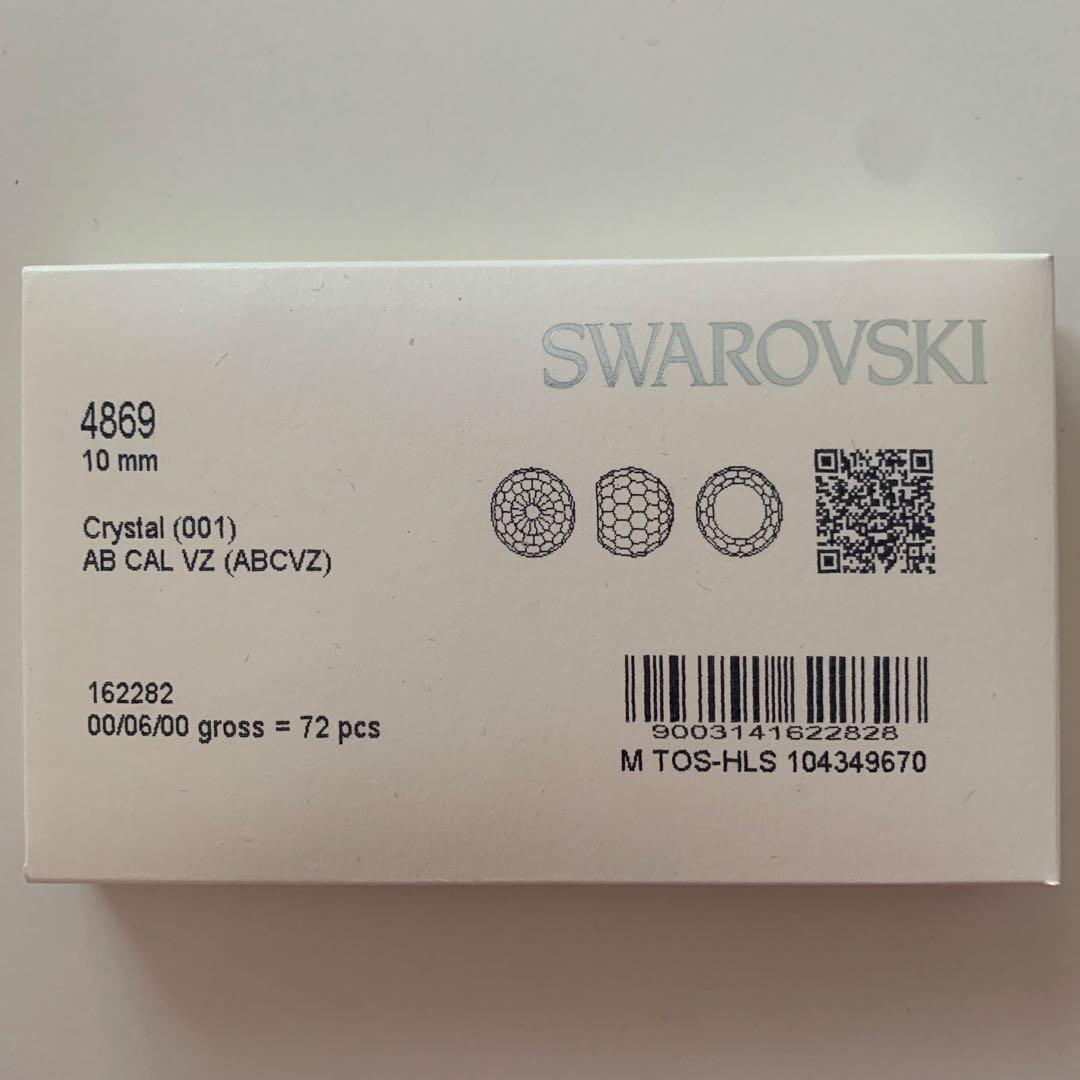 SWAROVSKI
4869
10 mm
Crystal (001)
AB CAL VZ (ABCVZ)
162282
00/06/00 gross = 72 pcs
9003141622828
M TOS-HLS 104349670